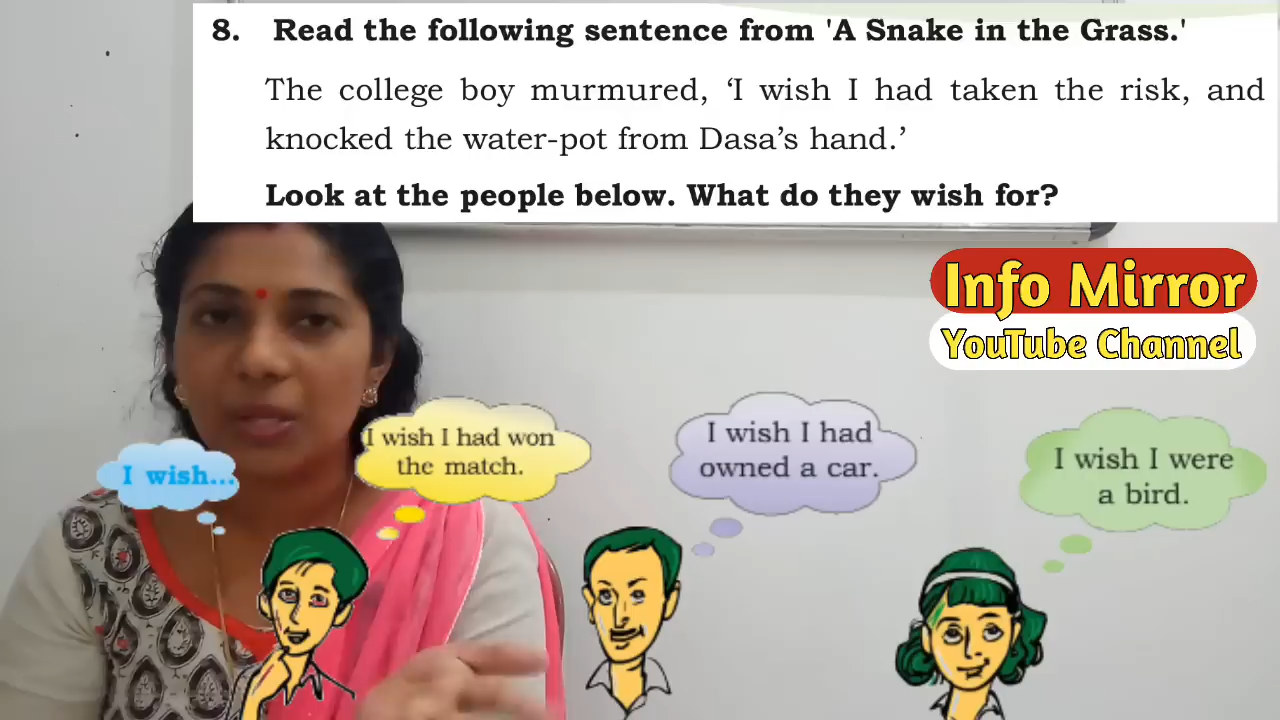 8. Read the following sentence from 'A Snake in the Grass.'
The college boy murmured, ‘I wish I had taken the risk, and
knocked the water-pot from Dasa’s hand.’
Look at the people below. What do they wish for?
Info Mirror
YouTube Channel
I wish...
I wish I had won
the match.
I wish I had
owned a car.
I wish I were
a bird.